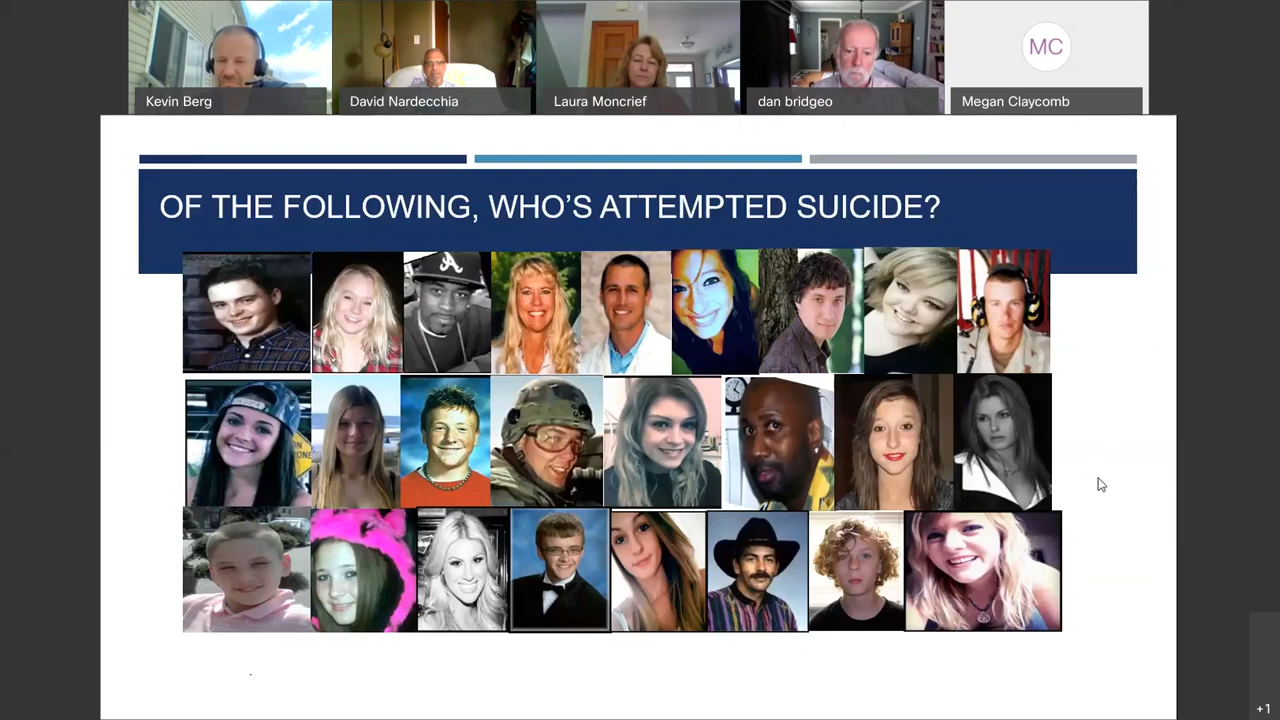 Kevin Berg
David Nardecchia
Laura Moncrief
dan bridgeo
MC
Megan Claycomb
OF THE FOLLOWING, WHO'S ATTEMPTED SUICIDE?
A
+1